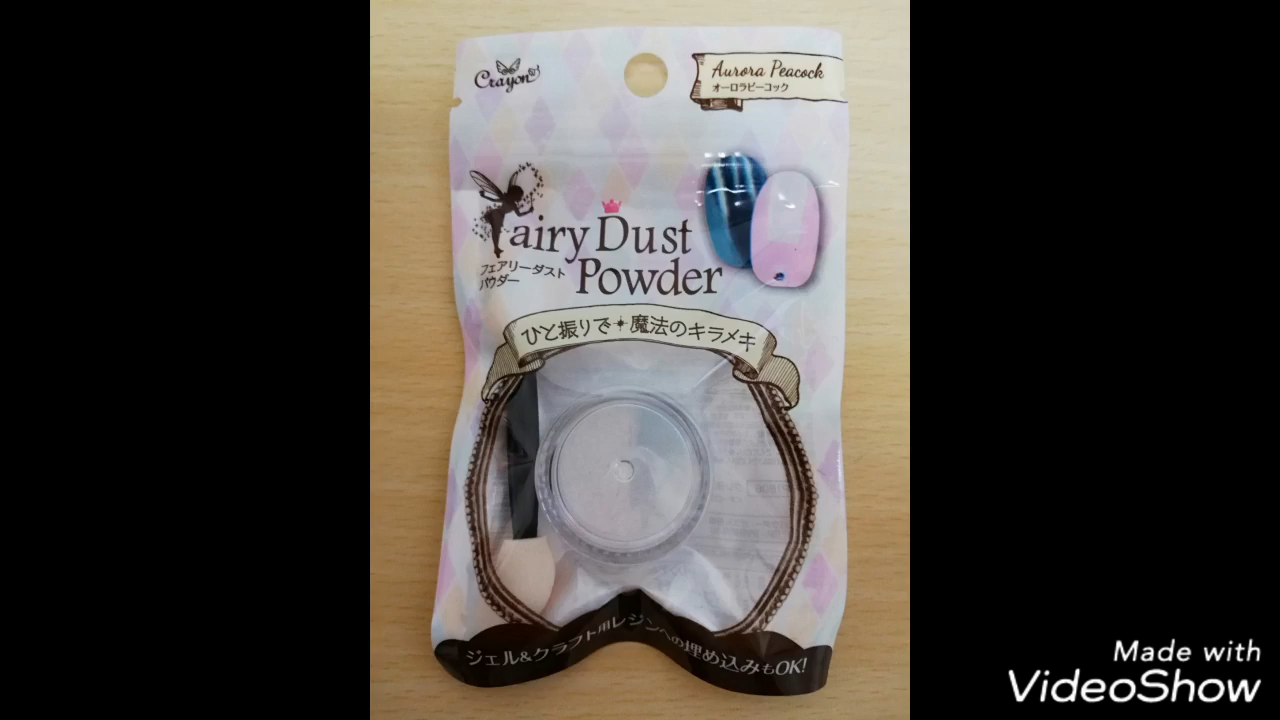 Crayon
Aurora Peacock
オーロラピーコック
Fairy Dust
フェアリーダスト
パウダー
Powder
ひと振りで魔法のキラメキ
ジェル&クラフト用レジンへの埋め込みもOK!
Made with
VideoShow